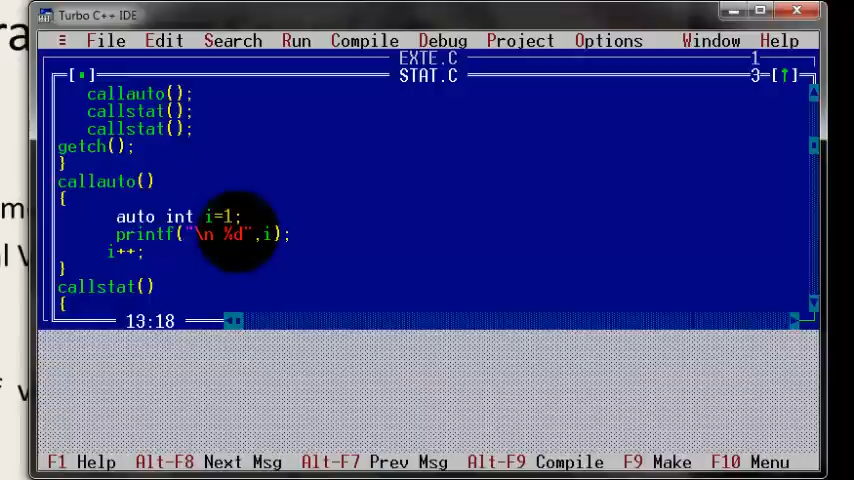 Turbo C++ IDE
≡ File Edit Search Run Compile Debug Project Options Window Help
EXTE.C 1
[▪] STAT.C 3=[↑]
callauto();
callstat();
callstat();
getch();
}
callauto()
{
auto int i=1;
printf("\n %d",i);
i++;
}
callstat()
{
13:18
F1 Help Alt-F8 Next Msg Alt-F7 Prev Msg Alt-F9 Compile F9 Make F10 Menu